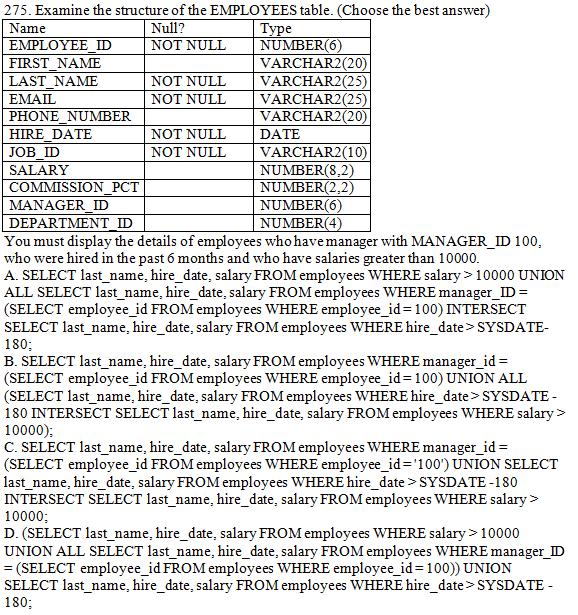 275. Examine the structure of the EMPLOYEES table. (Choose the best answer)
Name Null? Type
EMPLOYEE_ID NOT NULL NUMBER(6)
FIRST_NAME VARCHAR2(20)
LAST_NAME NOT NULL VARCHAR2(25)
EMAIL NOT NULL VARCHAR2(25)
PHONE_NUMBER VARCHAR2(20)
HIRE_DATE NOT NULL DATE
JOB_ID NOT NULL VARCHAR2(10)
SALARY NUMBER(8,2)
COMMISSION_PCT NUMBER(2,2)
MANAGER_ID NUMBER(6)
DEPARTMENT_ID NUMBER(4)
You must display the details of employees who have manager with MANAGER_ID 100,
who were hired in the past 6 months and who have salaries greater than 10000.
A. SELECT last_name, hire_date, salary FROM employees WHERE salary > 10000 UNION
ALL SELECT last_name, hire_date, salary FROM employees WHERE manager_ID =
(SELECT employee_id FROM employees WHERE employee_id = 100) INTERSECT
SELECT last_name, hire_date, salary FROM employees WHERE hire_date > SYSDATE-
180;
B. SELECT last_name, hire_date, salary FROM employees WHERE manager_id =
(SELECT employee_id FROM employees WHERE employee_id = 100) UNION ALL
(SELECT last_name, hire_date, salary FROM employees WHERE hire_date > SYSDATE -
180 INTERSECT SELECT last_name, hire_date, salary FROM employees WHERE salary >
10000);
C. SELECT last_name, hire_date, salary FROM employees WHERE manager_id =
(SELECT employee_id FROM employees WHERE employee_id = '100') UNION SELECT
last_name, hire_date, salary FROM employees WHERE hire_date > SYSDATE -180
INTERSECT SELECT last_name, hire_date, salary FROM employees WHERE salary >
10000;
D. (SELECT last_name, hire_date, salary FROM employees WHERE salary > 10000
UNION ALL SELECT last_name, hire_date, salary FROM employees WHERE manager_ID
= (SELECT employee_id FROM employees WHERE employee_id = 100)) UNION
SELECT last_name, hire_date, salary FROM employees WHERE hire_date > SYSDATE -
180;